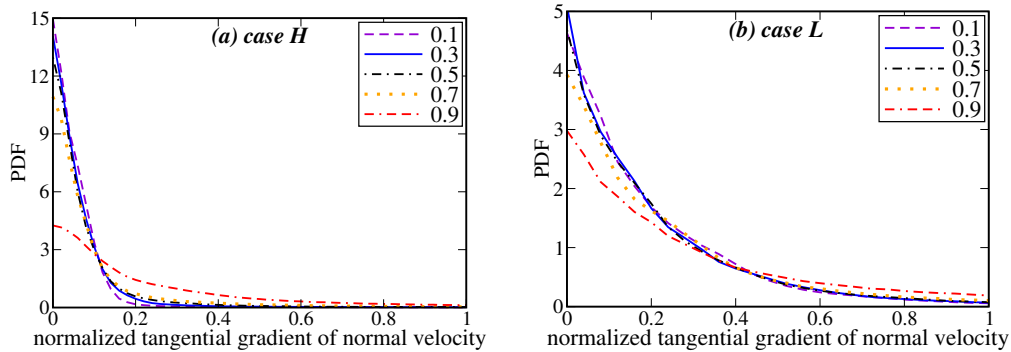 (a) case H
0.1
0.3
0.5
0.7
0.9
15
12
9
6
3
0
PDF
0 0.2 0.4 0.6 0.8 1
normalized tangential gradient of normal velocity
(b) case L
0.1
0.3
0.5
0.7
0.9
5
4
3
2
1
0
PDF
0 0.2 0.4 0.6 0.8 1
normalized tangential gradient of normal velocity